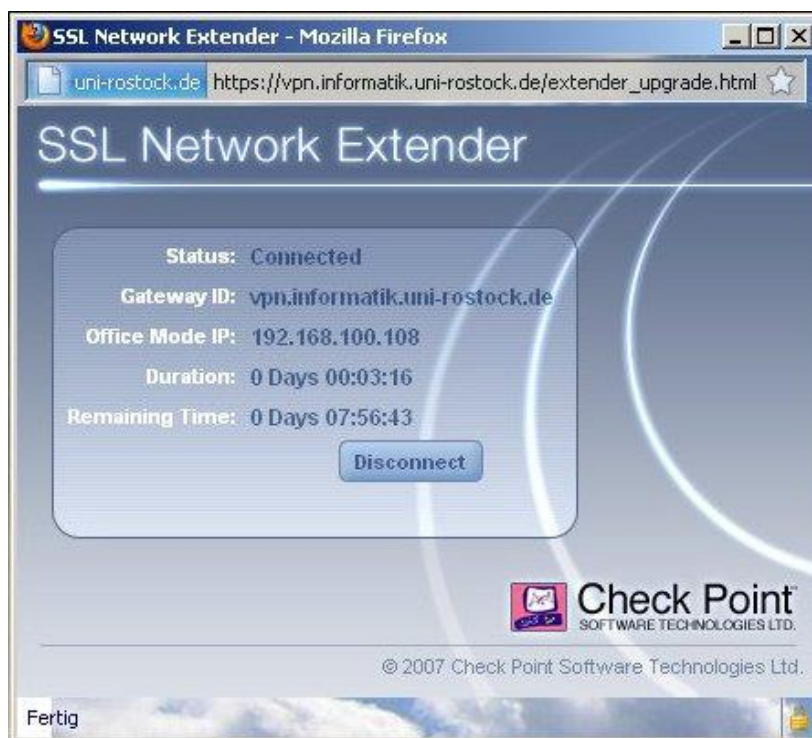 SSL Network Extender - Mozilla Firefox
uni-rostock.de https://vpn.informatik.uni-rostock.de/extender_upgrade.html
SSL Network Extender
Status: Connected
Gateway ID: vpn.informatik.uni-rostock.de
Office Mode IP: 192.168.100.108
Duration: 0 Days 00:03:16
Remaining Time: 0 Days 07:56:43
Disconnect
Check Point
SOFTWARE TECHNOLOGIES LTD.
© 2007 Check Point Software Technologies Ltd.
Fertig